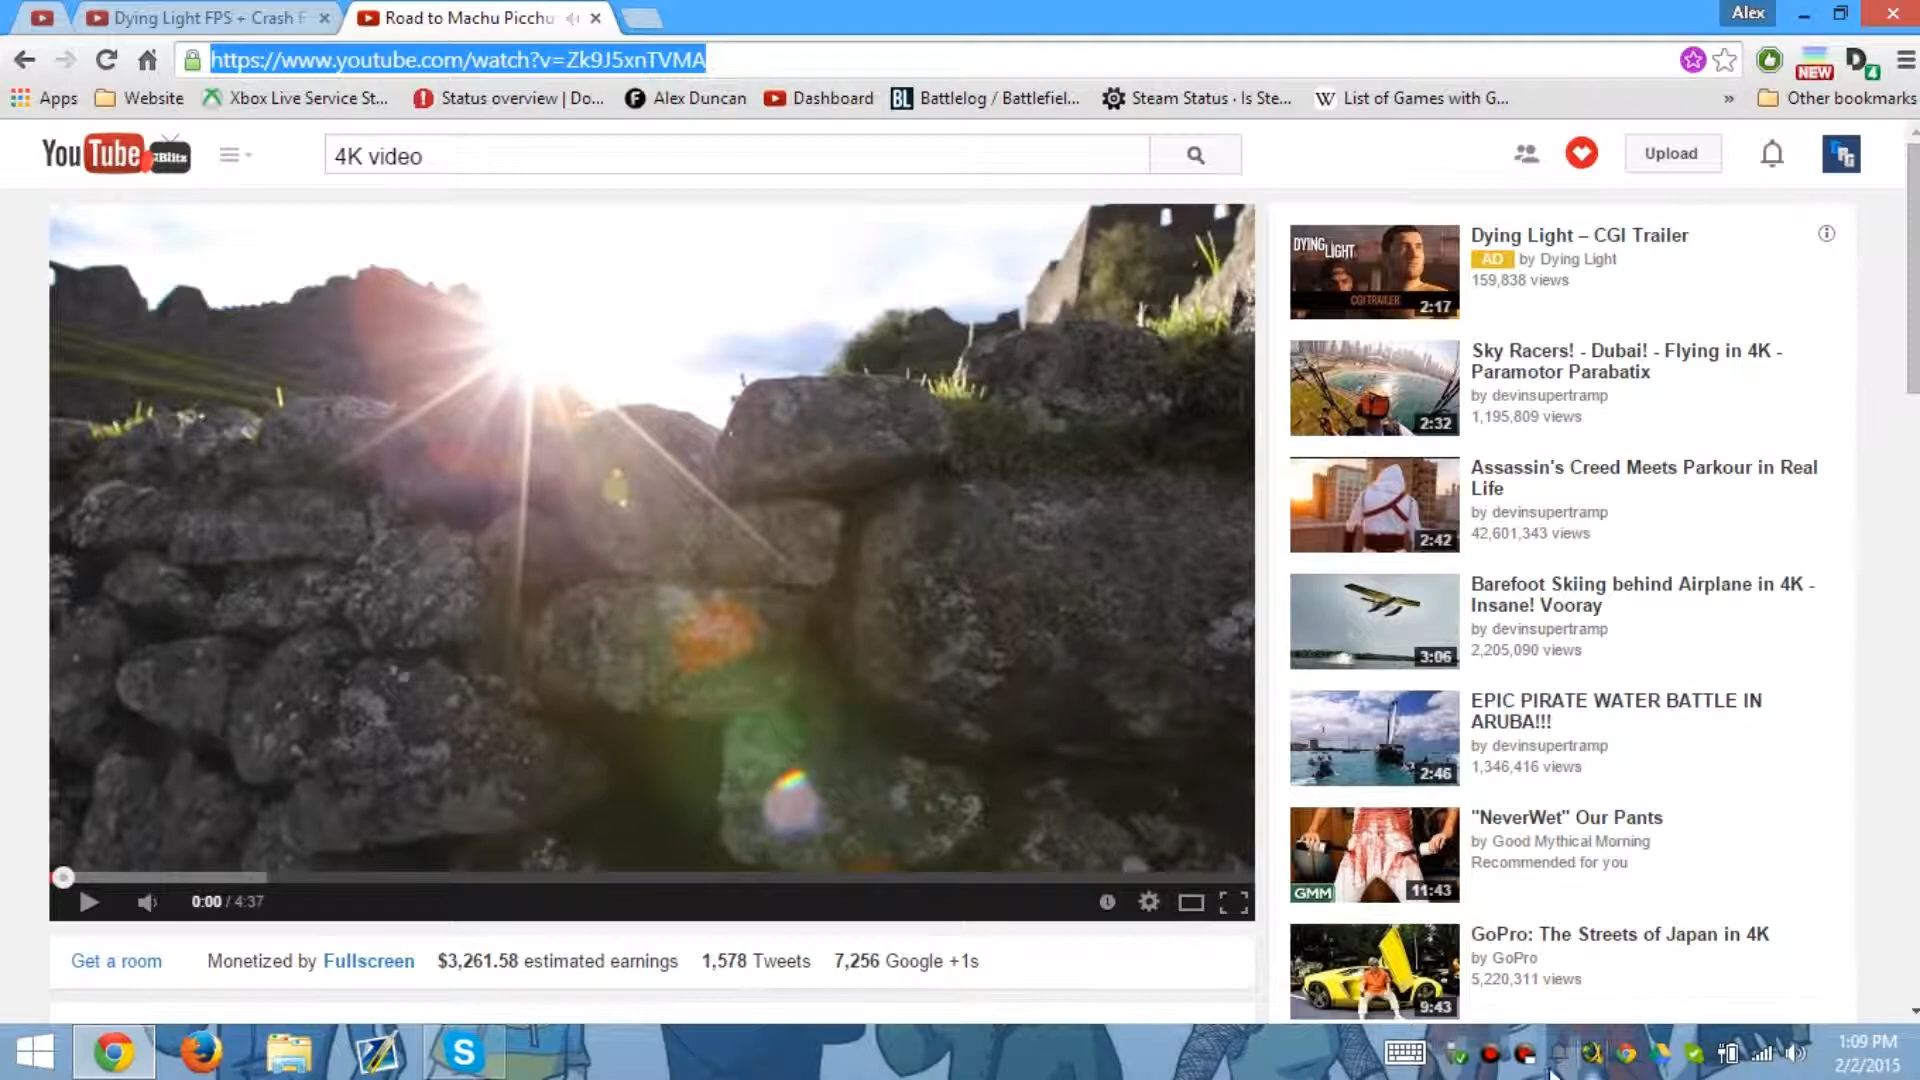 Dying Light FPS + Crash F
Road to Machu Picchu
Alex
https://www.youtube.com/watch?v=Zk9J5xnTVMA
NEW
D
4
Apps
Website
Xbox Live Service St...
Status overview | Do...
F
Alex Duncan
Dashboard
BL
Battlelog / Battlefiel...
Steam Status · Is Ste...
W
List of Games with G...
»
Other bookmarks
YouTube
Blitz
4K video
Upload
DYING LIGHT
CGI TRAILER
2:17
Dying Light – CGI Trailer
AD by Dying Light
159,838 views
2:32
Sky Racers! - Dubai! - Flying in 4K -
Paramotor Parabatix
by devinsupertramp
1,195,809 views
2:42
Assassin's Creed Meets Parkour in Real
Life
by devinsupertramp
42,601,343 views
3:06
Barefoot Skiing behind Airplane in 4K -
Insane! Vooray
by devinsupertramp
2,205,090 views
2:46
EPIC PIRATE WATER BATTLE IN
ARUBA!!!
by devinsupertramp
1,346,416 views
GMM
11:43
"NeverWet" Our Pants
by Good Mythical Morning
Recommended for you
9:43
GoPro: The Streets of Japan in 4K
by GoPro
5,220,311 views
0:00 / 4:37
Get a room
Monetized by Fullscreen
$3,261.58 estimated earnings
1,578 Tweets
7,256 Google +1s
S
1:09 PM
2/2/2015